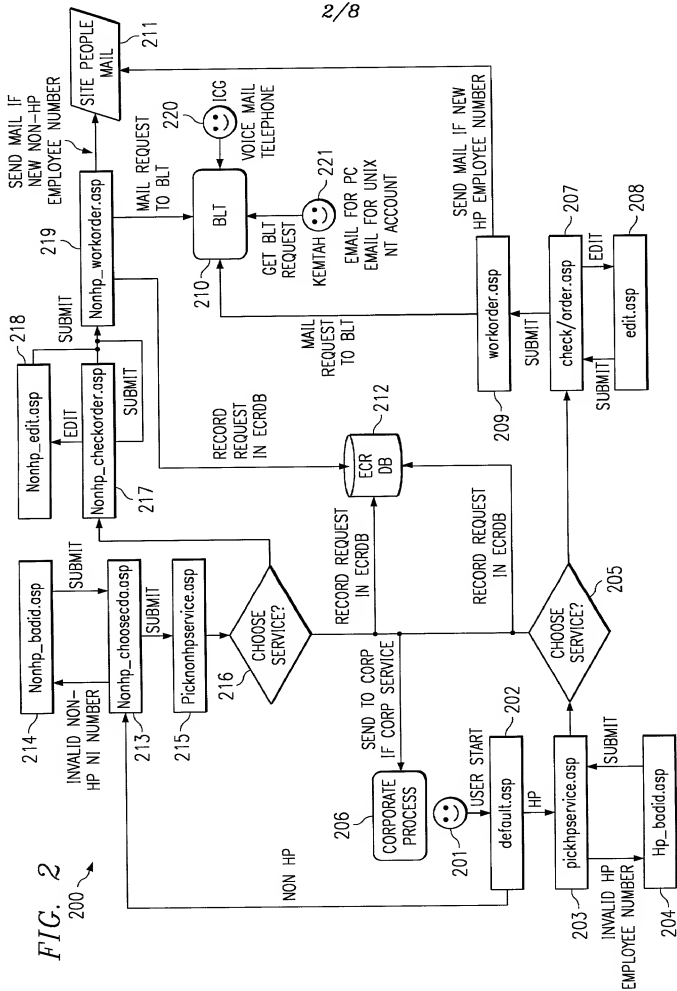 2/8
FIG. 2
200
SEND MAIL IF
NEW NON-HP
EMPLOYEE NUMBER
SITE PEOPLE
MAIL
211
219
Nonhp_workorder.asp
MAIL REQUEST
TO BLT
220
ICG
VOICE MAIL
TELEPHONE
BLT
210
GET BLT
REQUEST
KEMTAH
221
EMAIL FOR PC
EMAIL FOR UNIX
NT ACCOUNT
SEND MAIL IF NEW
HP EMPLOYEE NUMBER
218
Nonhp_edit.asp
SUBMIT
EDIT
Nonhp_checkorder.asp
SUBMIT
217
RECORD
REQUEST
IN ECRDB
MAIL
REQUEST
TO BLT
workorder.asp
209
SUBMIT
207
check/order.asp
EDIT
SUBMIT
208
edit.asp
212
ECR
DB
RECORD REQUEST
IN ECRDB
RECORD REQUEST
IN ECRDB
Nonhp_badid.asp
214
SUBMIT
INVALID NON-
HP NI NUMBER
Nonhp_choosecda.asp
213
SUBMIT
Picknonhpservice.asp
215
CHOOSE
SERVICE?
216
SEND TO CORP
IF CORP SERVICE
CORPORATE
PROCESS
206
CHOOSE
SERVICE?
205
201
USER START
202
default.asp
NON HP
HP
pickhpservice.asp
203
SUBMIT
INVALID HP
EMPLOYEE NUMBER
Hp_badid.asp
204